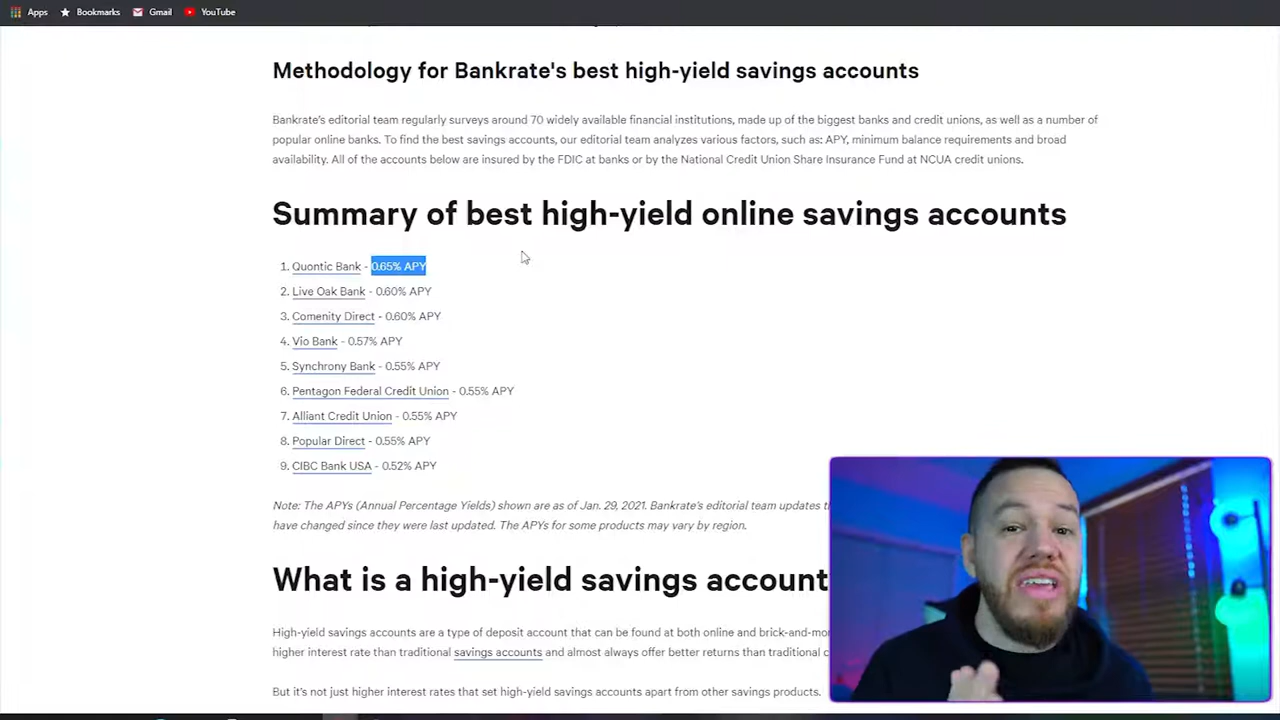 Apps Bookmarks Gmail YouTube
Methodology for Bankrate's best high-yield savings accounts
Bankrate's editorial team regularly surveys around 70 widely available financial institutions, made up of the biggest banks and credit unions, as well as a number of
popular online banks. To find the best savings accounts, our editorial team analyzes various factors, such as: APY, minimum balance requirements and broad
availability. All of the accounts below are insured by the FDIC at banks or by the National Credit Union Share Insurance Fund at NCUA credit unions.
Summary of best high-yield online savings accounts
1. Quontic Bank - 0.65% APY
2. Live Oak Bank - 0.60% APY
3. Comenity Direct - 0.60% APY
4. Vio Bank - 0.57% APY
5. Synchrony Bank - 0.55% APY
6. Pentagon Federal Credit Union - 0.55% APY
7. Alliant Credit Union - 0.55% APY
8. Popular Direct - 0.55% APY
9. CIBC Bank USA - 0.52% APY
Note: The APYs (Annual Percentage Yields) shown are as of Jan. 29, 2021. Bankrate's editorial team updates
have changed since they were last updated. The APYs for some products may vary by region.
What is a high-yield savings account
High-yield savings accounts are a type of deposit account that can be found at both online and
higher interest rate than traditional savings accounts and almost always offer better returns than traditional
But it's not just higher interest rates that set high-yield savings accounts apart from other savings products.